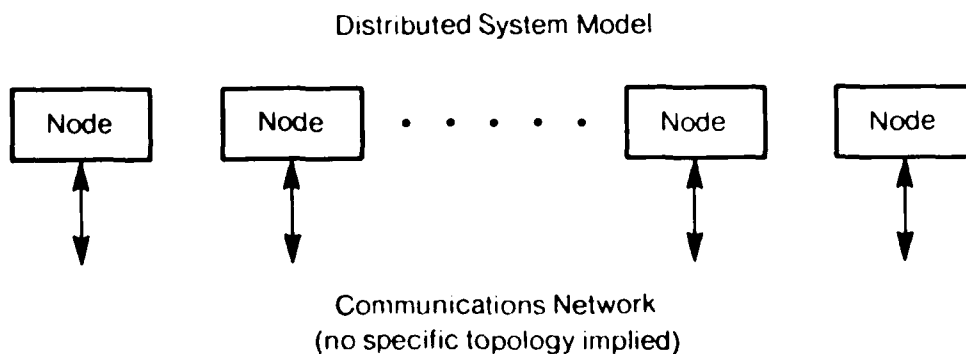 Distributed System Model
Node Node Node Node
Communications Network
(no specific topology implied)